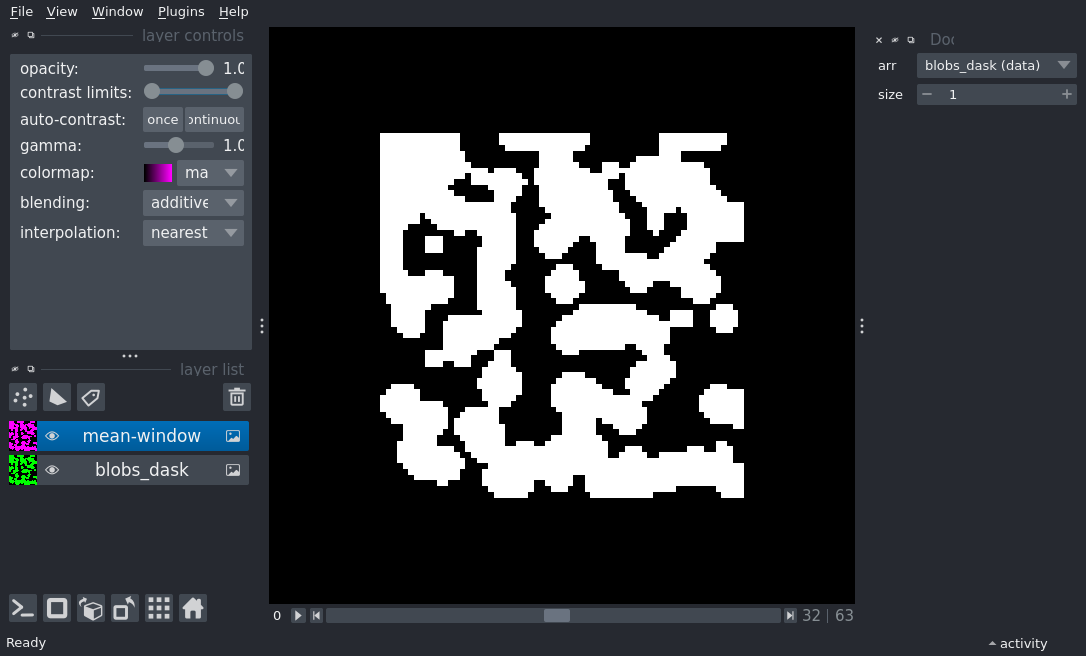 File View Window Plugins Help
layer controls
opacity: 1.0
contrast limits:
auto-contrast: once ontinuou
gamma: 1.0
colormap: ma
blending: additive
interpolation: nearest
layer list
mean-window
blobs_dask
0 32 | 63
Ready
activity
Doc
arr blobs_dask (data)
size 1